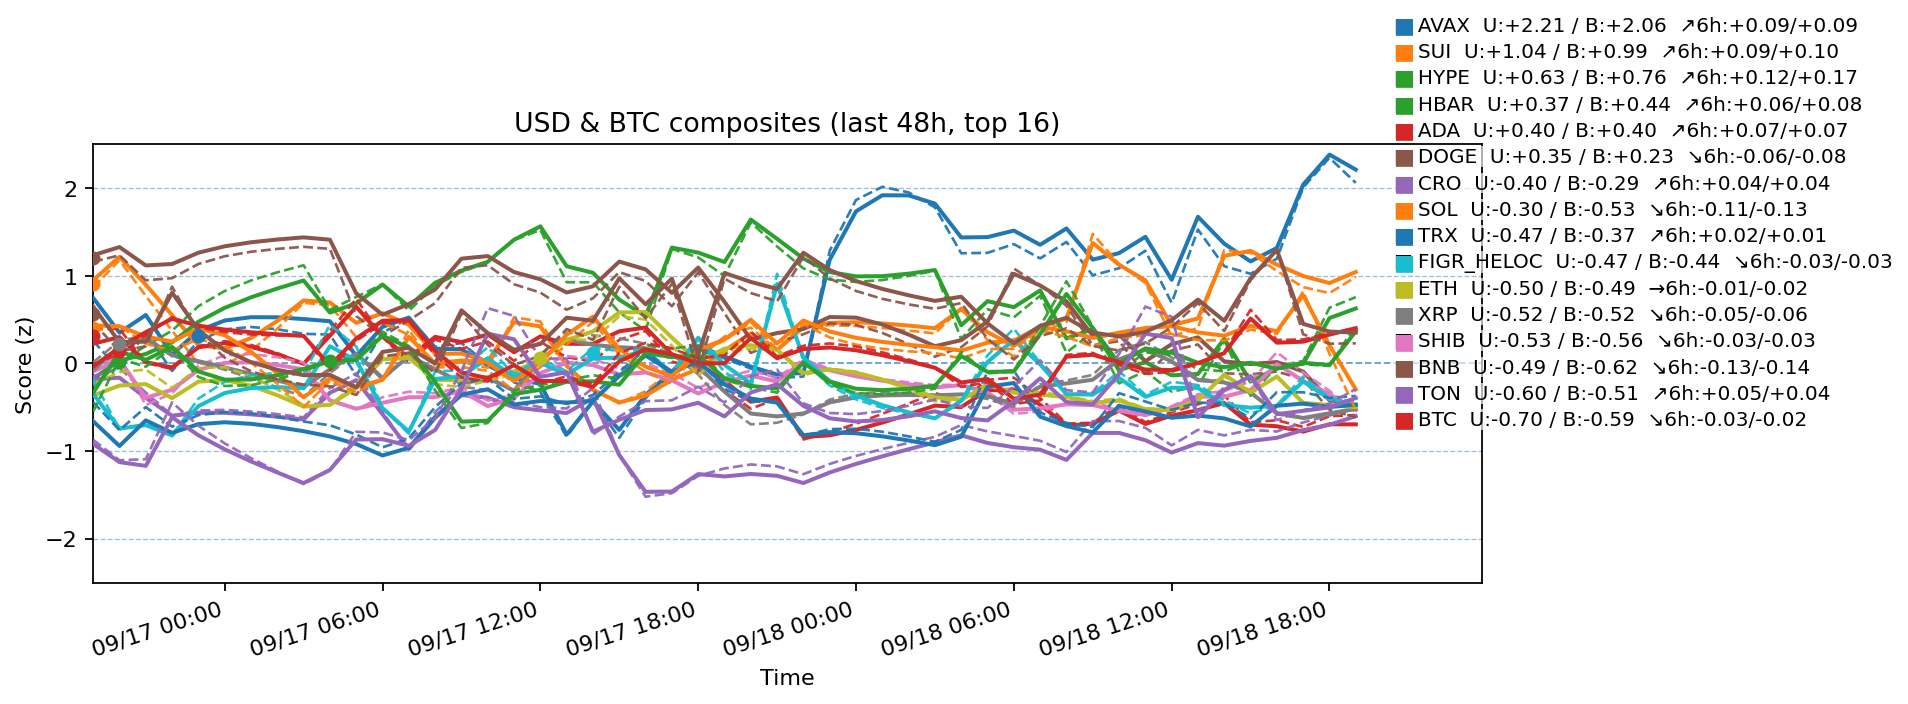 AVAX  U:+2.21 / B:+2.06  ↗6h:+0.09/+0.09
SUI  U:+1.04 / B:+0.99  ↗6h:+0.09/+0.10
HYPE  U:+0.63 / B:+0.76  ↗6h:+0.12/+0.17
HBAR  U:+0.37 / B:+0.44  ↗6h:+0.06/+0.08
ADA  U:+0.40 / B:+0.40  ↗6h:+0.07/+0.07
DOGE  U:+0.35 / B:+0.23  ↘6h:-0.06/-0.08
CRO  U:-0.40 / B:-0.29  ↗6h:+0.04/+0.04
SOL  U:-0.30 / B:-0.53  ↘6h:-0.11/-0.13
TRX  U:-0.47 / B:-0.37  ↗6h:+0.02/+0.01
FIGR_HELOC  U:-0.47 / B:-0.44  ↘6h:-0.03/-0.03
ETH  U:-0.50 / B:-0.49  →6h:-0.01/-0.02
XRP  U:-0.52 / B:-0.52  ↘6h:-0.05/-0.06
SHIB  U:-0.53 / B:-0.56  ↘6h:-0.03/-0.03
BNB  U:-0.49 / B:-0.62  ↘6h:-0.13/-0.14
TON  U:-0.60 / B:-0.51  ↗6h:+0.05/+0.04
BTC  U:-0.70 / B:-0.59  ↘6h:-0.03/-0.02
USD & BTC composites (last 48h, top 16)
Score (z)
2
1
0
−1
−2
09/17 00:00
09/17 06:00
09/17 12:00
09/17 18:00
09/18 00:00
09/18 06:00
09/18 12:00
09/18 18:00
Time